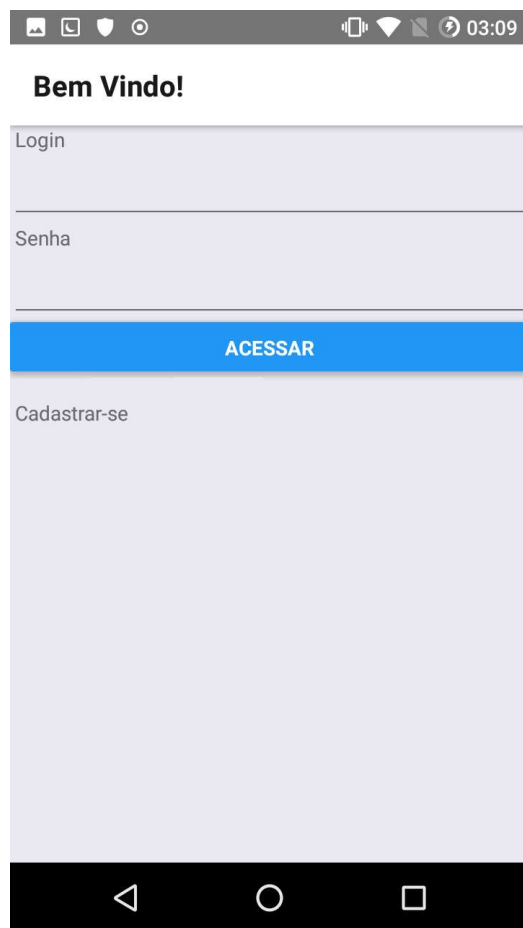 03:09
Bem Vindo!
Login
Senha
ACESSAR
Cadastrar-se